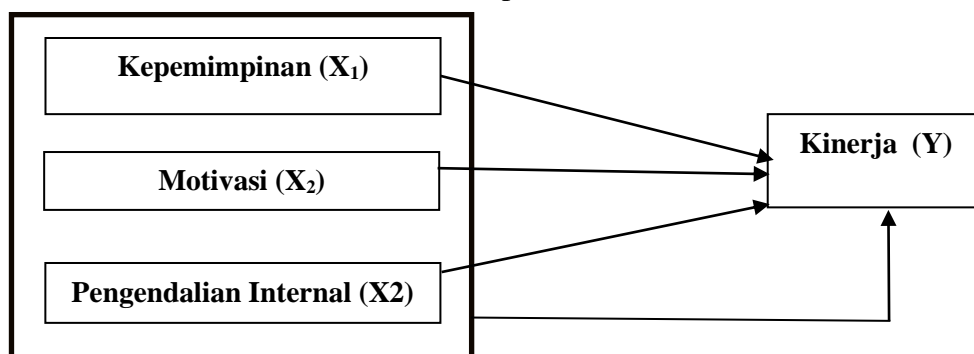 Kepemimpinan (X₁)
Kinerja (Y)
Motivasi (X₂)
Pengendalian Internal (X2)